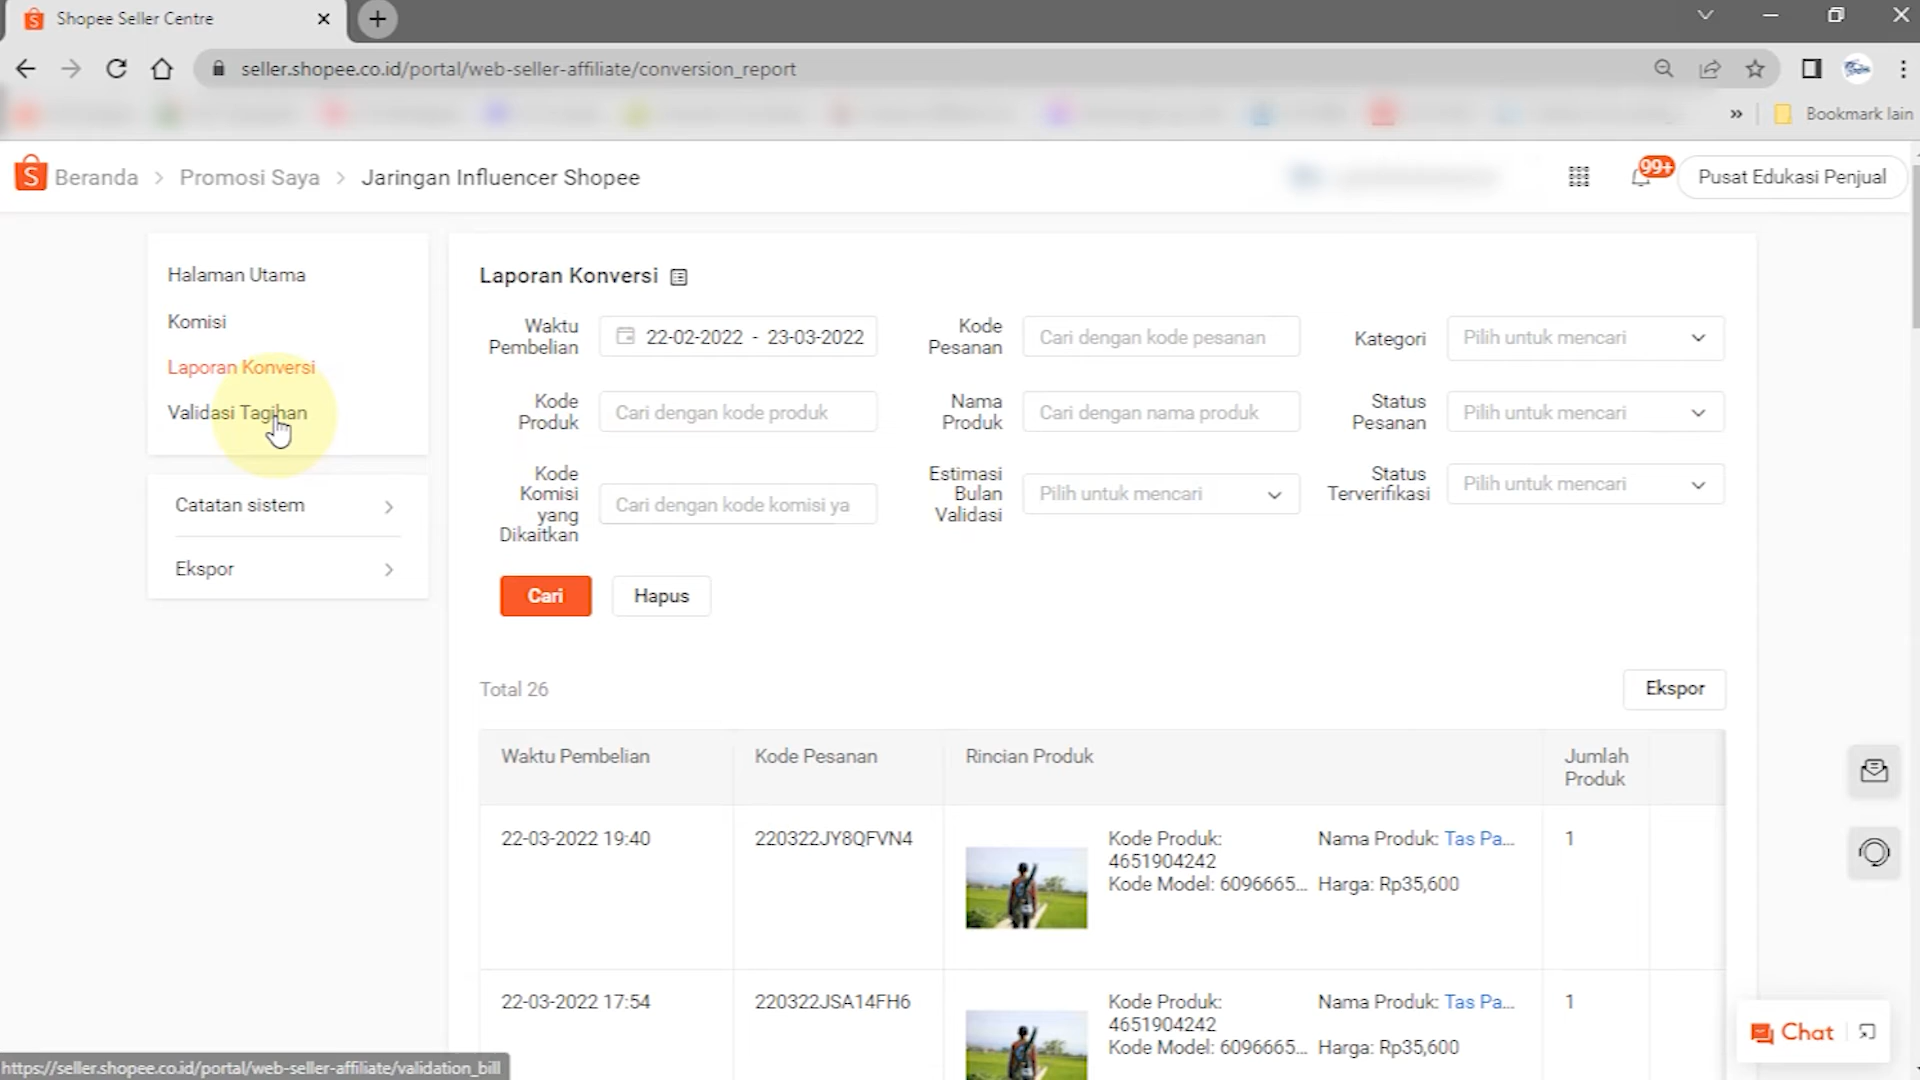 Shopee Seller Centre
seller.shopee.co.id/portal/web-seller-affiliate/conversion_report
Bookmark lain
Beranda > Promosi Saya > Jaringan Influencer Shopee
99+
Pusat Edukasi Penjual
Halaman Utama
Komisi
Laporan Konversi
Validasi Tagihan
Catatan sistem
Ekspor
Laporan Konversi
Waktu
Pembelian
22-02-2022 - 23-03-2022
Kode
Pesanan
Cari dengan kode pesanan
Kategori
Pilih untuk mencari
Kode
Produk
Cari dengan kode produk
Nama
Produk
Cari dengan nama produk
Status
Pesanan
Pilih untuk mencari
Kode
Komisi
yang
Dikaitkan
Cari dengan kode komisi ya
Estimasi
Bulan
Validasi
Pilih untuk mencari
Status
Terverifikasi
Pilih untuk mencari
Cari
Hapus
Total 26
Ekspor
Waktu Pembelian
Kode Pesanan
Rincian Produk
Jumlah
Produk
22-03-2022 19:40
220322JY8QFVN4
Kode Produk:
4651904242
Kode Model: 6096665...
Nama Produk: Tas Pa...
Harga: Rp35,600
1
22-03-2022 17:54
220322JSA14FH6
Kode Produk:
4651904242
Kode Model: 6096665...
Nama Produk: Tas Pa...
Harga: Rp35,600
1
Chat
https://seller.shopee.co.id/portal/web-seller-affiliate/validation_bill